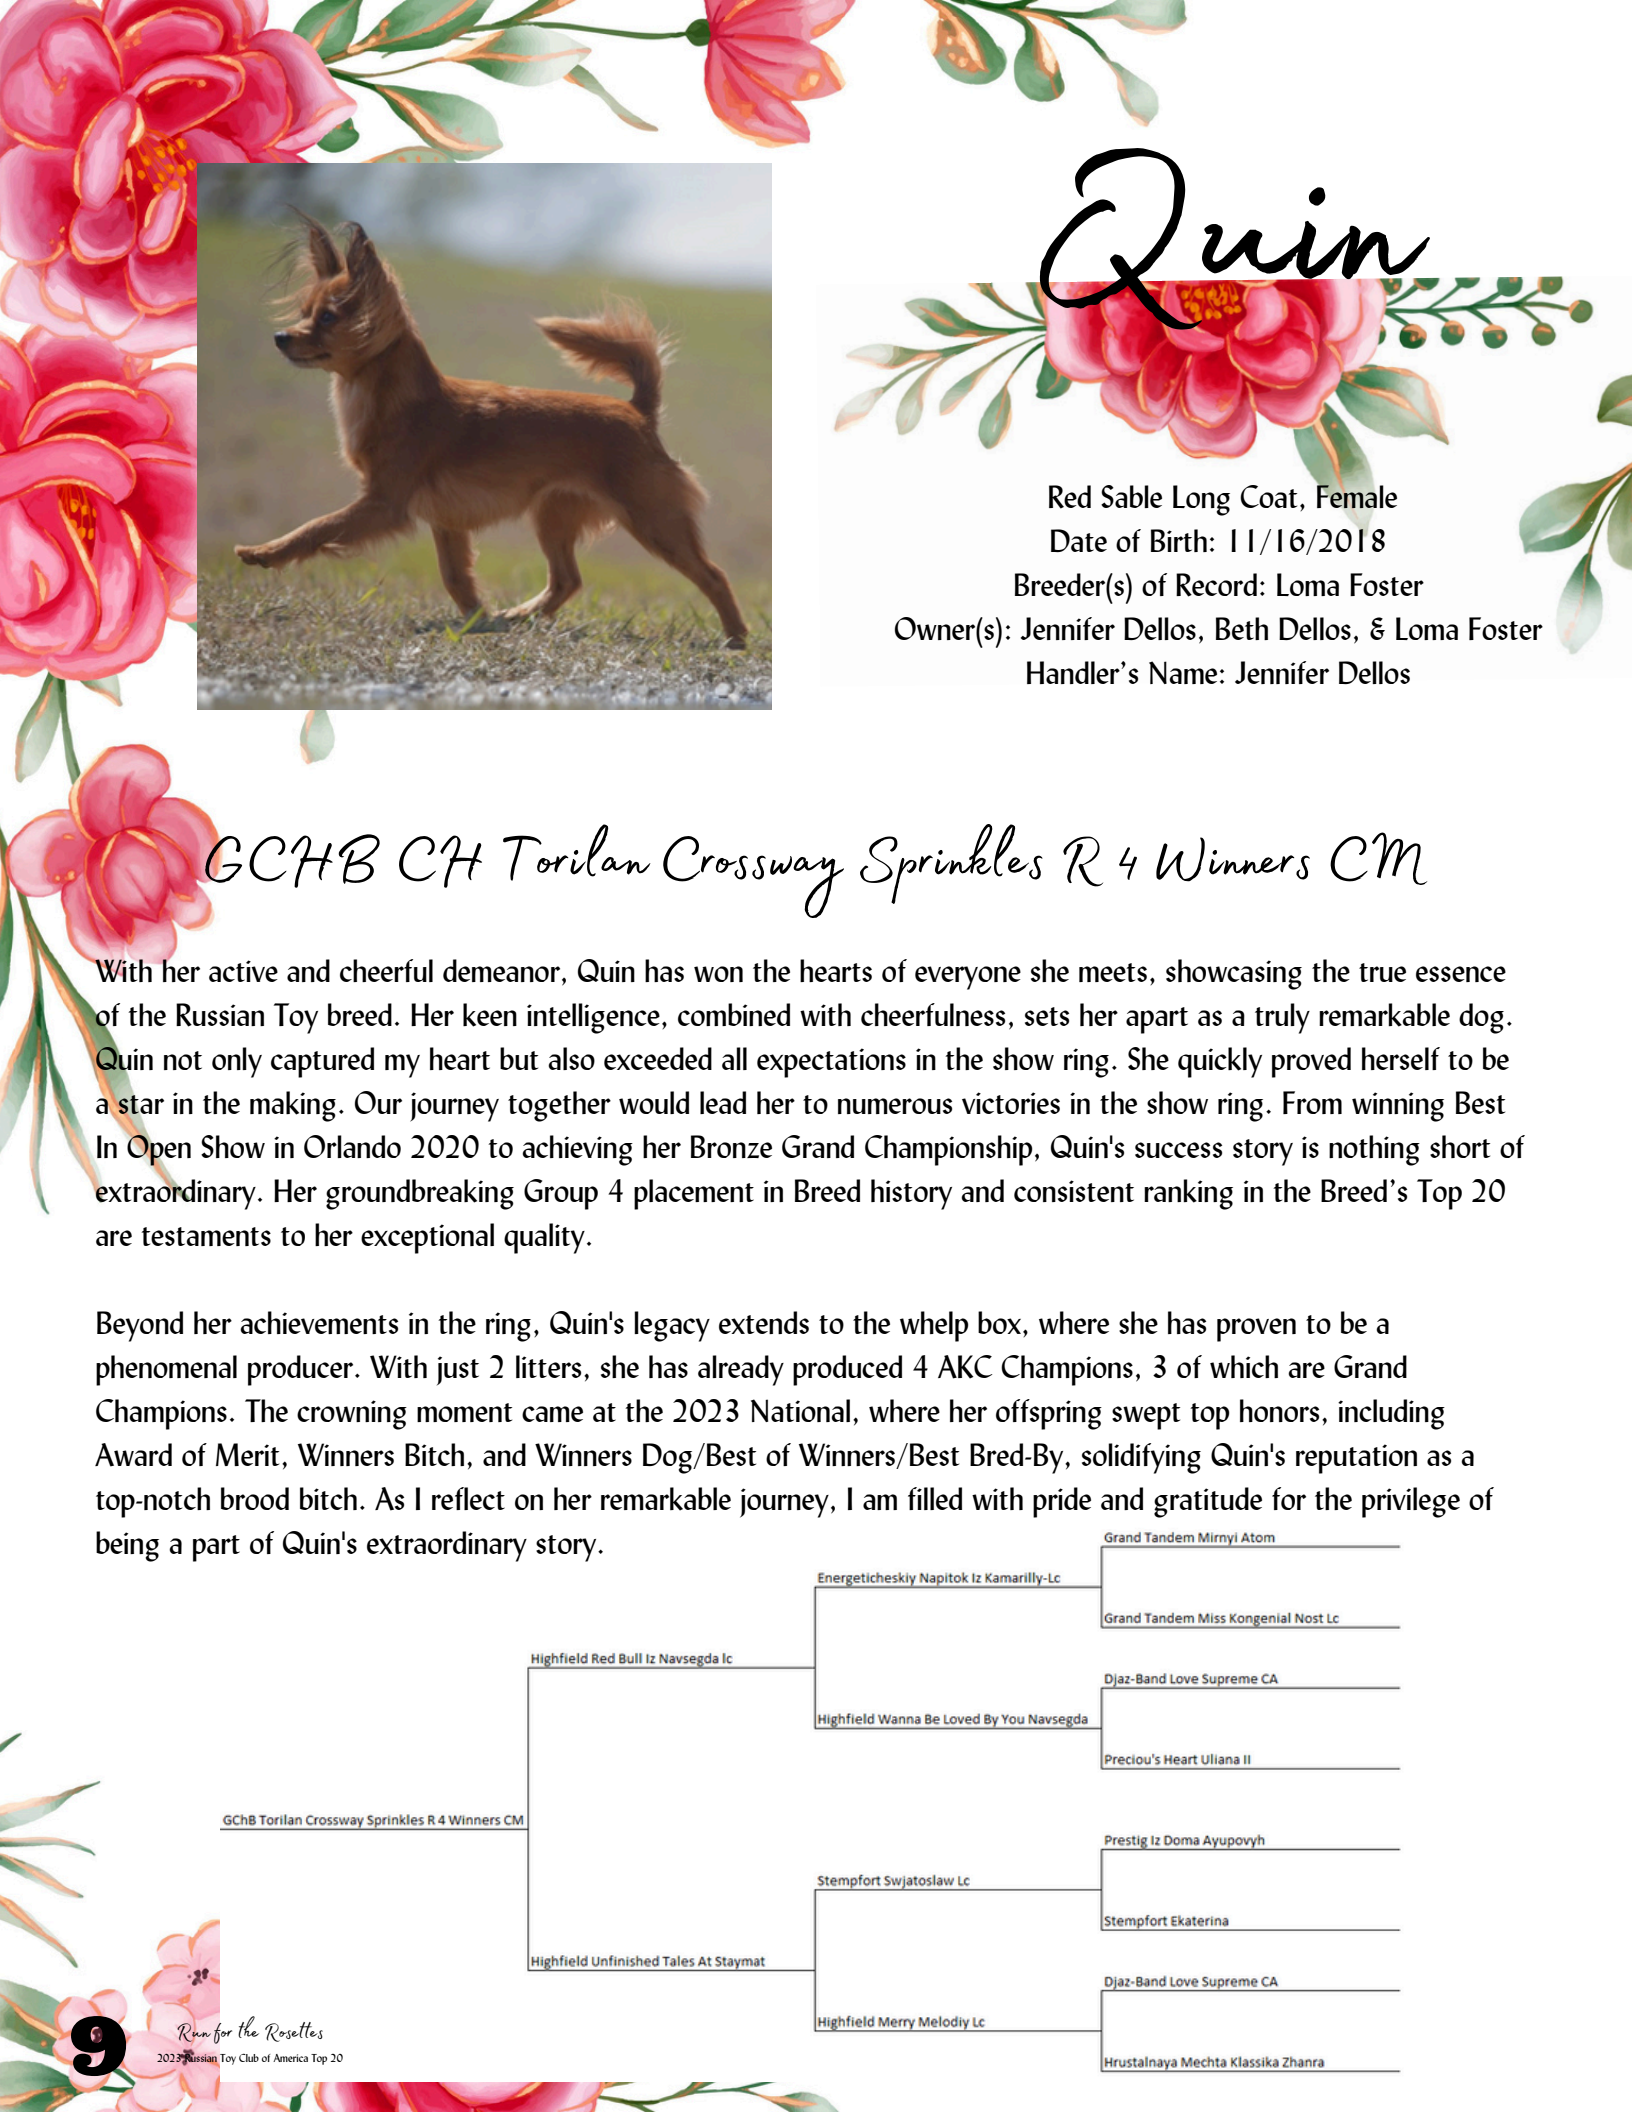 Quin
Red Sable Long Coat, Female
Date of Birth: 11/16/2018
Breeder(s) of Record: Loma Foster
Owner(s): Jennifer Dellos, Beth Dellos, & Loma Foster
Handler’s Name: Jennifer Dellos
GCHB CH Torilan Crossway Sprinkles R 4 Winners CM
With her active and cheerful demeanor, Quin has won the hearts of everyone she meets, showcasing the true essence
of the Russian Toy breed. Her keen intelligence, combined with cheerfulness, sets her apart as a truly remarkable dog.
Quin not only captured my heart but also exceeded all expectations in the show ring. She quickly proved herself to be
a star in the making. Our journey together would lead her to numerous victories in the show ring. From winning Best
In Open Show in Orlando 2020 to achieving her Bronze Grand Championship, Quin's success story is nothing short of
extraordinary. Her groundbreaking Group 4 placement in Breed history and consistent ranking in the Breed’s Top 20
are testaments to her exceptional quality.
Beyond her achievements in the ring, Quin's legacy extends to the whelp box, where she has proven to be a
phenomenal producer. With just 2 litters, she has already produced 4 AKC Champions, 3 of which are Grand
Champions. The crowning moment came at the 2023 National, where her offspring swept top honors, including
Award of Merit, Winners Bitch, and Winners Dog/Best of Winners/Best Bred-By, solidifying Quin's reputation as a
top-notch brood bitch. As I reflect on her remarkable journey, I am filled with pride and gratitude for the privilege of
being a part of Quin's extraordinary story.
Grand Tandem Mirnyi Atom
Energeticheskiy Napitok Iz Kamarilly-Lc
Grand Tandem Miss Kongenial Nost Lc
Highfield Red Bull Iz Navsegda lc
Djaz-Band Love Supreme CA
Highfield Wanna Be Loved By You Navsegda
Preciou's Heart Uliana II
GChB Torilan Crossway Sprinkles R 4 Winners CM
Prestig Iz Doma Ayupovyh
Stempfort Swjatoslaw Lc
Stempfort Ekaterina
Highfield Unfinished Tales At Staymat
Djaz-Band Love Supreme CA
Highfield Merry Melodiy Lc
Hrustalnaya Mechta Klassika Zhanra
9
Run for the Rosettes
2023 Russian Toy Club of America Top 20